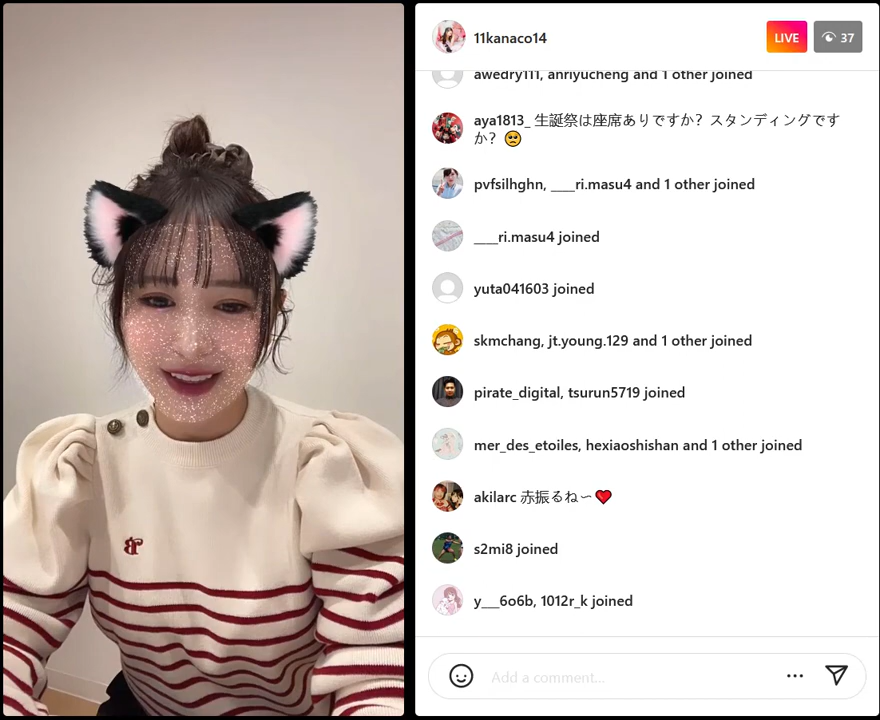 11kanaco14
LIVE
37
awedry111, anriyucheng and 1 other joined
aya1813_ 生誕祭は座席ありですか？スタンディングです
か？🥺
pvfsilhghn, ____ri.masu4 and 1 other joined
____ri.masu4 joined
yuta041603 joined
skmchang, jt.young.129 and 1 other joined
pirate_digital, tsurun5719 joined
mer_des_etoiles, hexiaoshishan and 1 other joined
akilarc 赤振るね〜❤️
s2mi8 joined
y___6o6b, 1012r_k joined
Add a comment...